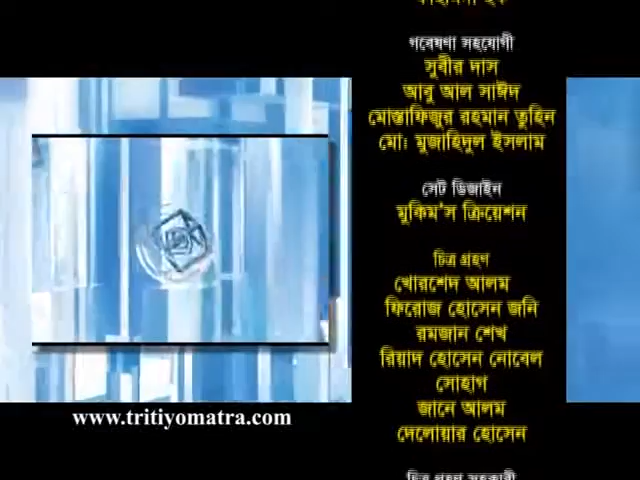 গবেষণা সহযোগী
সুবীর দাস
আবু আল সাঈদ
মোস্তাফিজুর রহমান তুহিন
মো: মুজাহিদুল ইসলাম
সেট ডিজাইন
মুকিম'স ক্রিয়েশন
চিত্র গ্রহণ
খোরশেদ আলম
ফিরোজ হোসেন জনি
রমজান শেখ
রিয়াদ হোসেন নোবেল
সোহাগ
জানে আলম
দেলোয়ার হোসেন
www.tritiyomatra.com